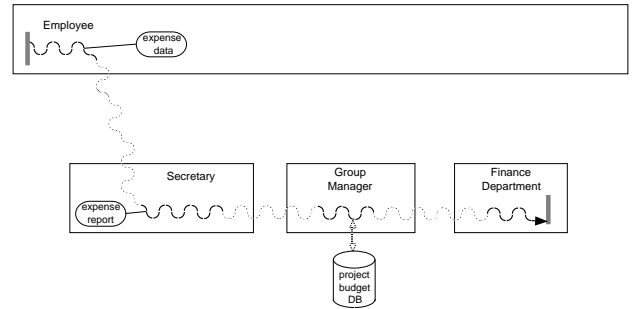 Employee
expense
data
Secretary
Group
Manager
Finance
Department
expense
report
project
budget
DB